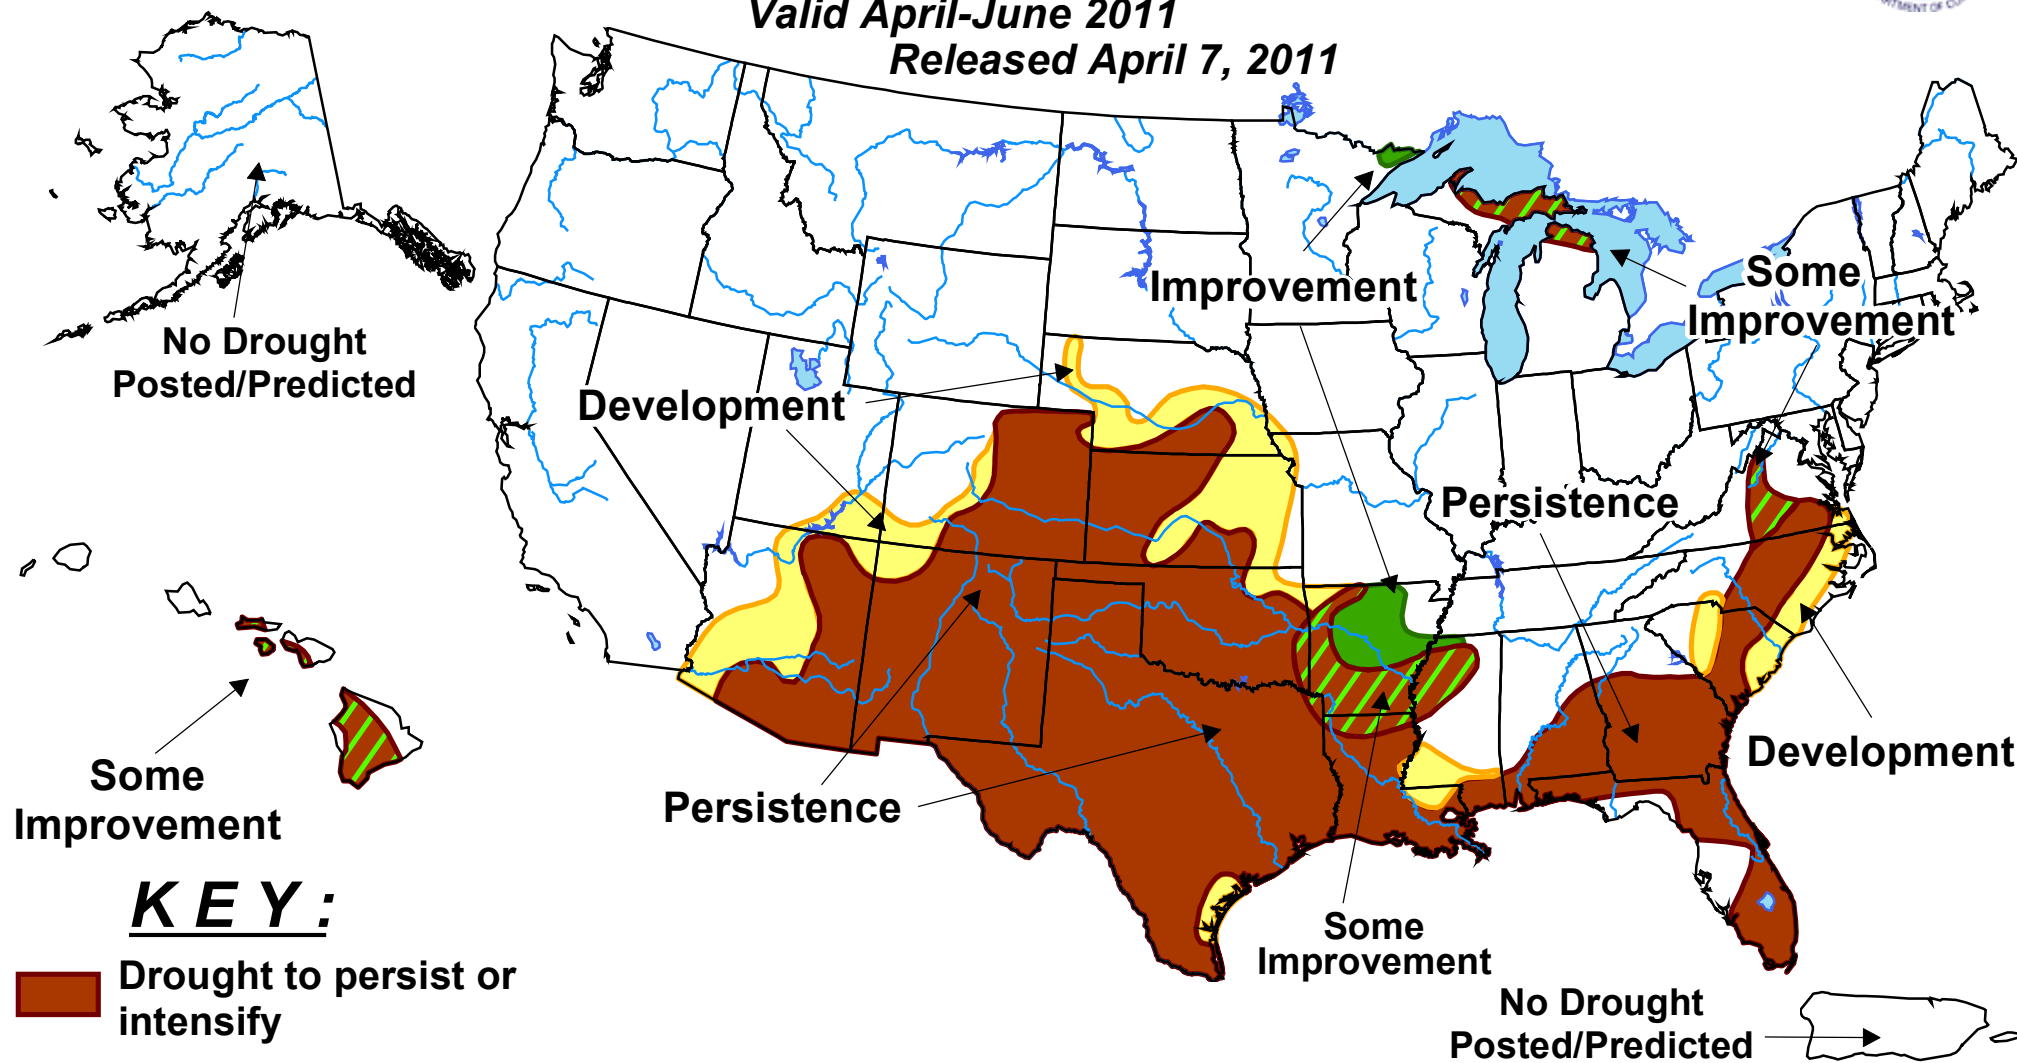 Valid April-June 2011
Released April 7, 2011
No Drought
Posted/Predicted
Improvement
Some
Improvement
Development
Persistence
Some
Improvement
Persistence
Development
Some
Improvement
No Drought
Posted/Predicted
KEY:
Drought to persist or
intensify